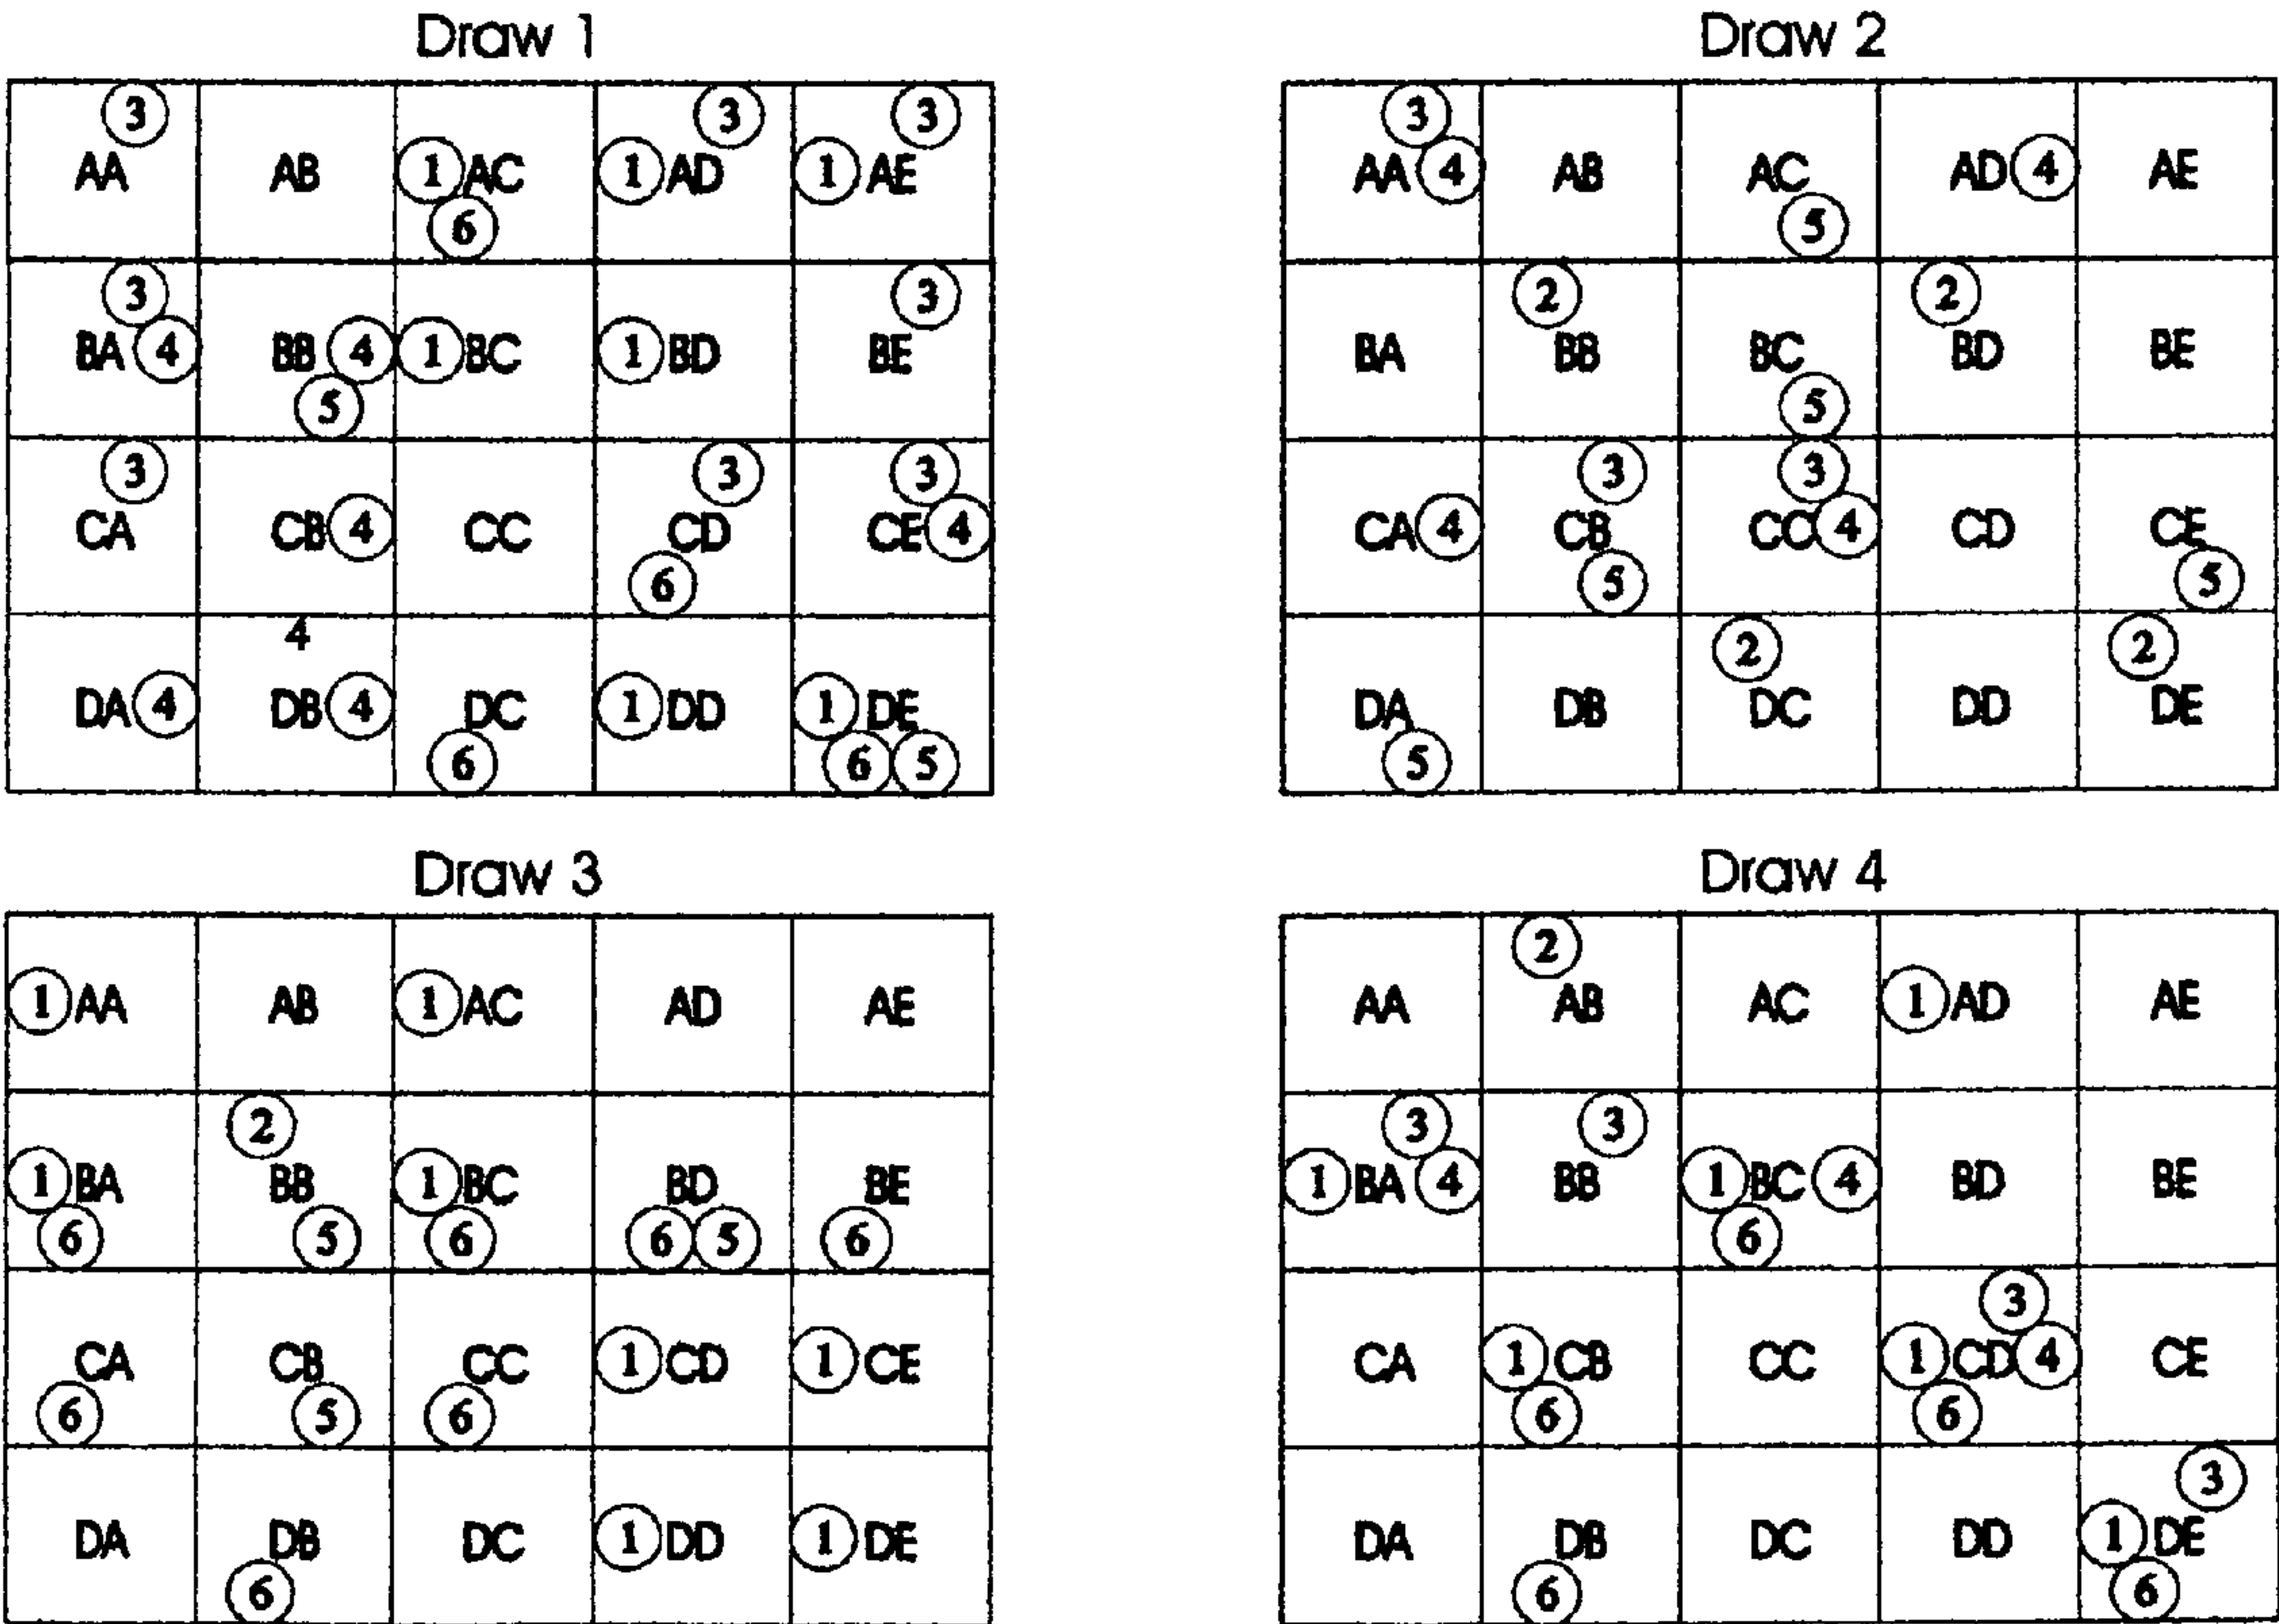 Draw 1
3 3 3
AA AB 1 AC 1 AD 1 AE
6
3 3
BA 4 BB 4 1 BC 1 BD BE
5
3 3 3
CA CB 4 CC CD CE 4
6
4
DA 4 DB 4 DC 1 DD 1 DE
6 6 5
Draw 2
3
AA 4 AB AC AD 4 AE
5
2 2
BA BB BC BD BE
5
3 3
CA 4 CB CC 4 CD CE
5 5
2 2
DA DB DC DD DE
5
Draw 3
1 AA AB 1 AC AD AE
2
1 BA BB 1 BC BD BE
6 5 6 6 5 6
CA CB CC 1 CD 1 CE
6 5 6
DA DB DC 1 DD 1 DE
6
Draw 4
2
AA AB AC 1 AD AE
3 3
1 BA 4 BB 1 BC 4 BD BE
6
3
CA 1 CB CC 1 CD 4 CE
6 6
3
DA DB DC DD 1 DE
6 6